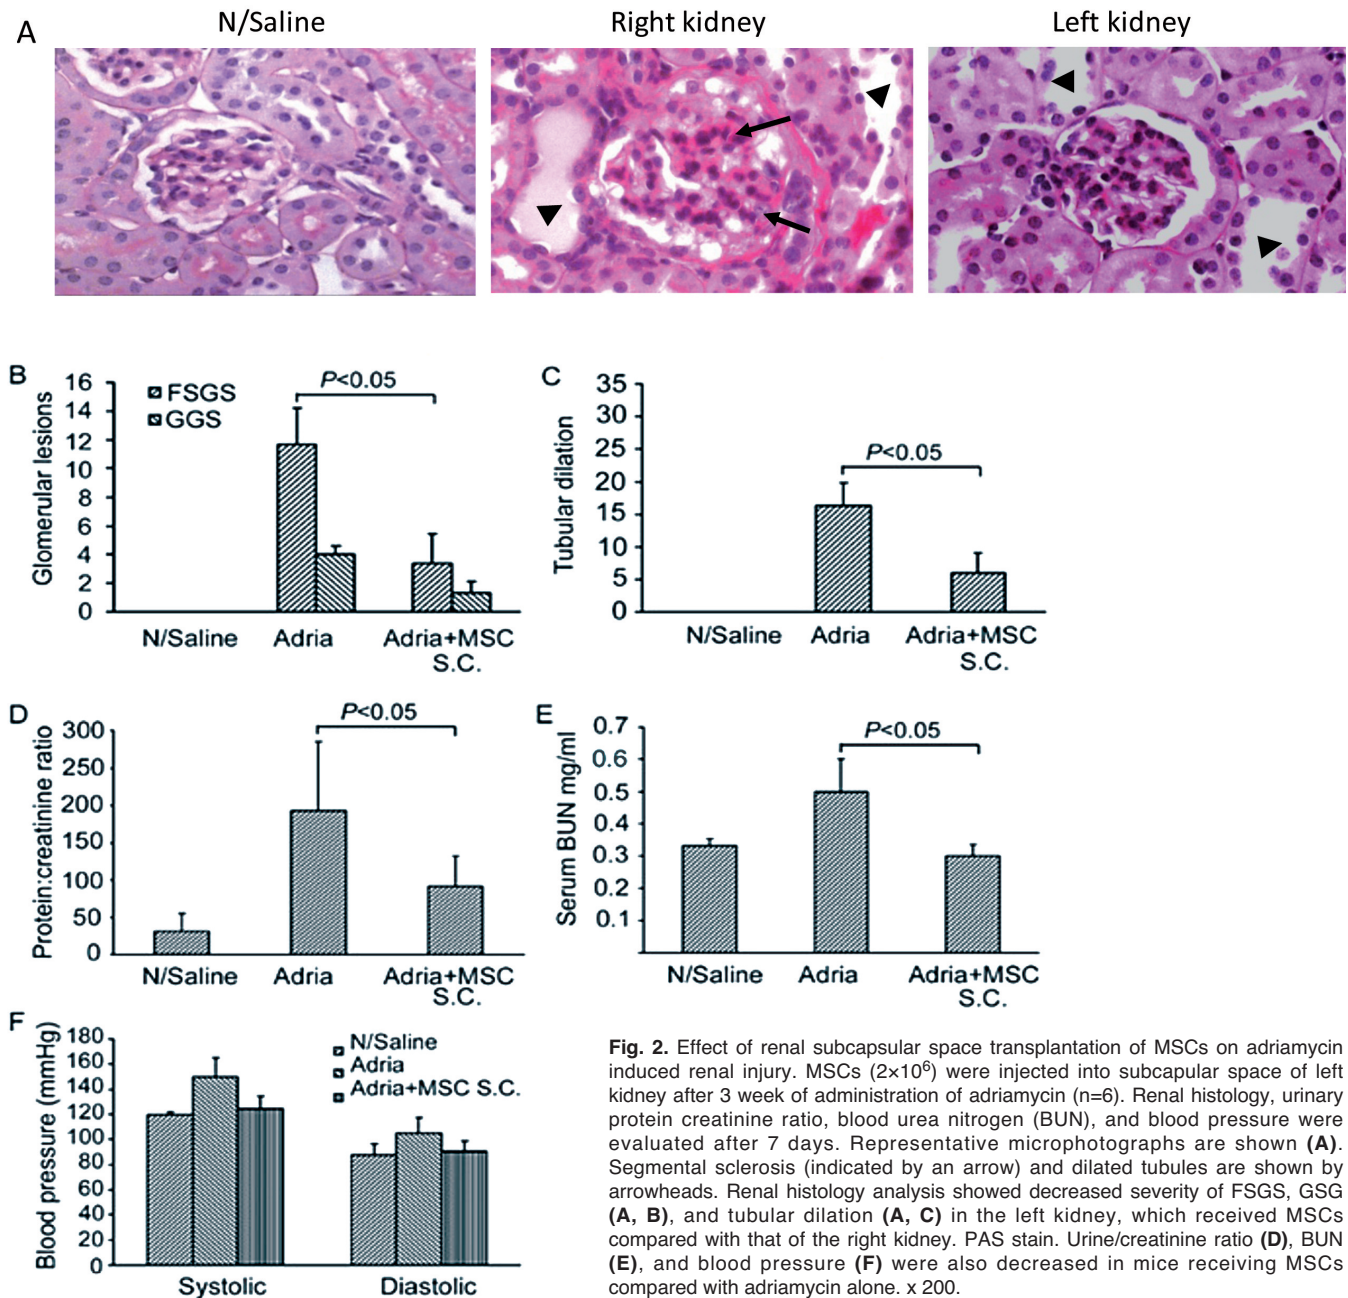 A
N/Saline
Right kidney
Left kidney
B
Glomerular lesions
16
14
12
10
8
6
4
2
0
FSGS
GGS
P<0.05
N/Saline
Adria
Adria+MSC
S.C.
C
Tubular dilation
35
30
25
20
15
10
5
0
P<0.05
N/Saline
Adria
Adria+MSC
S.C.
D
Protein:creatinine ratio
300
250
200
150
100
50
0
P<0.05
N/Saline
Adria
Adria+MSC
S.C.
E
Serum BUN mg/ml
0.7
0.6
0.5
0.4
0.3
0.2
0.1
P<0.05
N/Saline
Adria
Adria+MSC
S.C.
F
Blood pressure (mmHg)
180
160
140
120
100
80
60
40
20
0
N/Saline
Adria
Adria+MSC S.C.
Systolic
Diastolic
Fig. 2. Effect of renal subcapsular space transplantation of MSCs on adriamycin
induced renal injury. MSCs (2×10⁶) were injected into subcapular space of left
kidney after 3 week of administration of adriamycin (n=6). Renal histology, urinary
protein creatinine ratio, blood urea nitrogen (BUN), and blood pressure were
evaluated after 7 days. Representative microphotographs are shown (A).
Segmental sclerosis (indicated by an arrow) and dilated tubules are shown by
arrowheads. Renal histology analysis showed decreased severity of FSGS, GSG
(A, B), and tubular dilation (A, C) in the left kidney, which received MSCs
compared with that of the right kidney. PAS stain. Urine/creatinine ratio (D), BUN
(E), and blood pressure (F) were also decreased in mice receiving MSCs
compared with adriamycin alone. x 200.